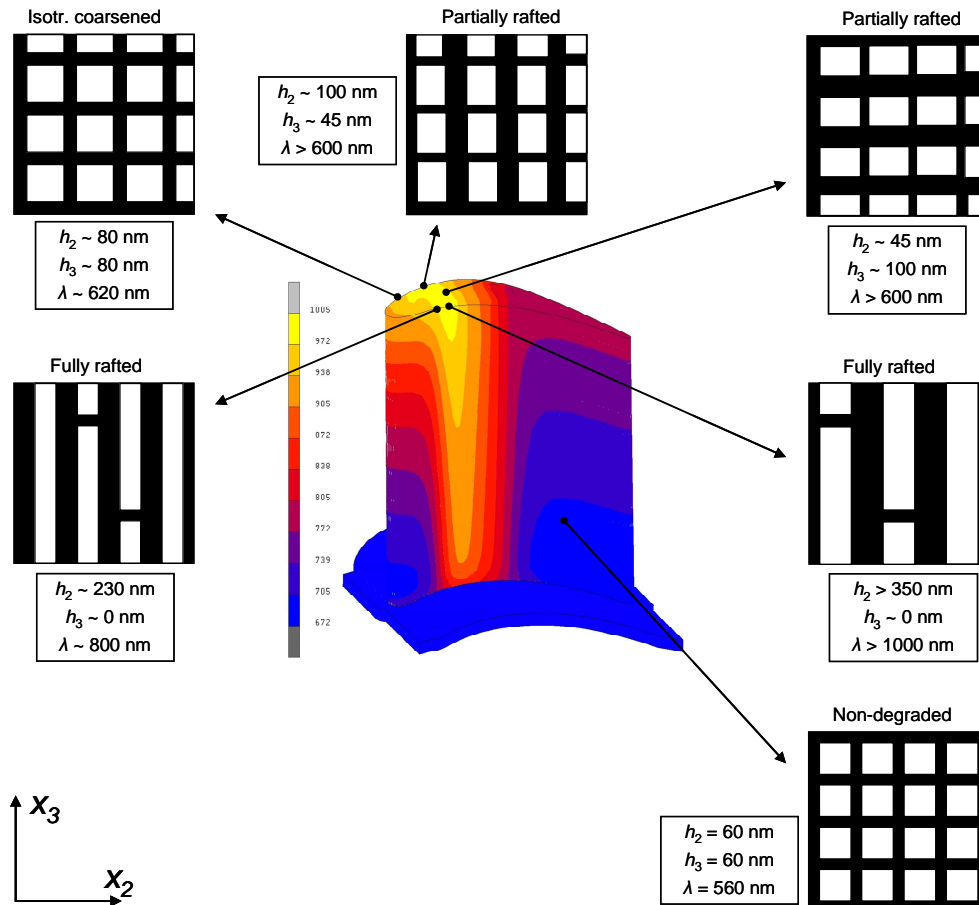 Isotr. coarsened
Partially rafted
Partially rafted
h₂ ~ 100 nm
h₃ ~ 45 nm
λ > 600 nm
h₂ ~ 80 nm
h₃ ~ 80 nm
λ ~ 620 nm
h₂ ~ 45 nm
h₃ ~ 100 nm
λ > 600 nm
1005
972
938
905
872
839
805
772
739
705
672
Fully rafted
Fully rafted
h₂ ~ 230 nm
h₃ ~ 0 nm
λ ~ 800 nm
h₂ > 350 nm
h₃ ~ 0 nm
λ > 1000 nm
Non-degraded
h₂ = 60 nm
h₃ = 60 nm
λ = 560 nm
X₃
X₂